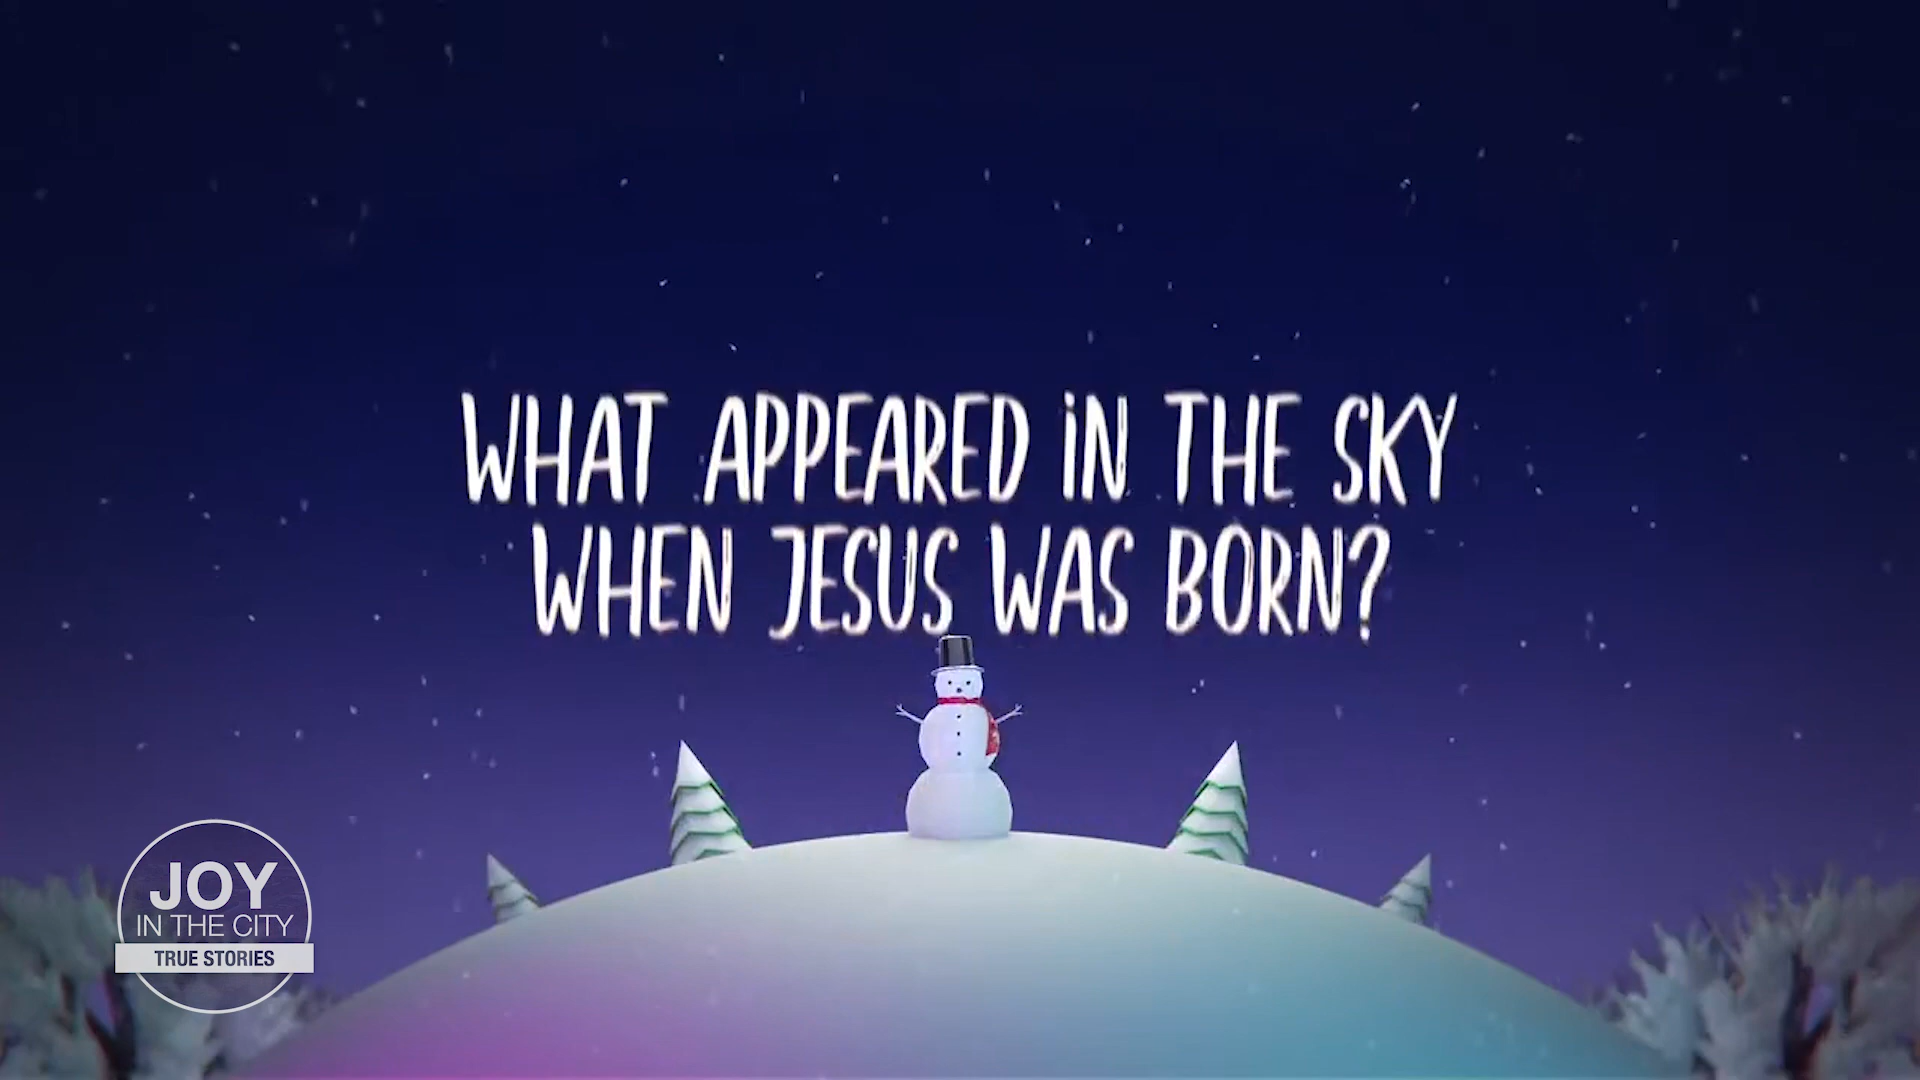 WHAT APPEARED IN THE SKY
WHEN JESUS WAS BORN?
JOY
IN THE CITY
TRUE STORIES